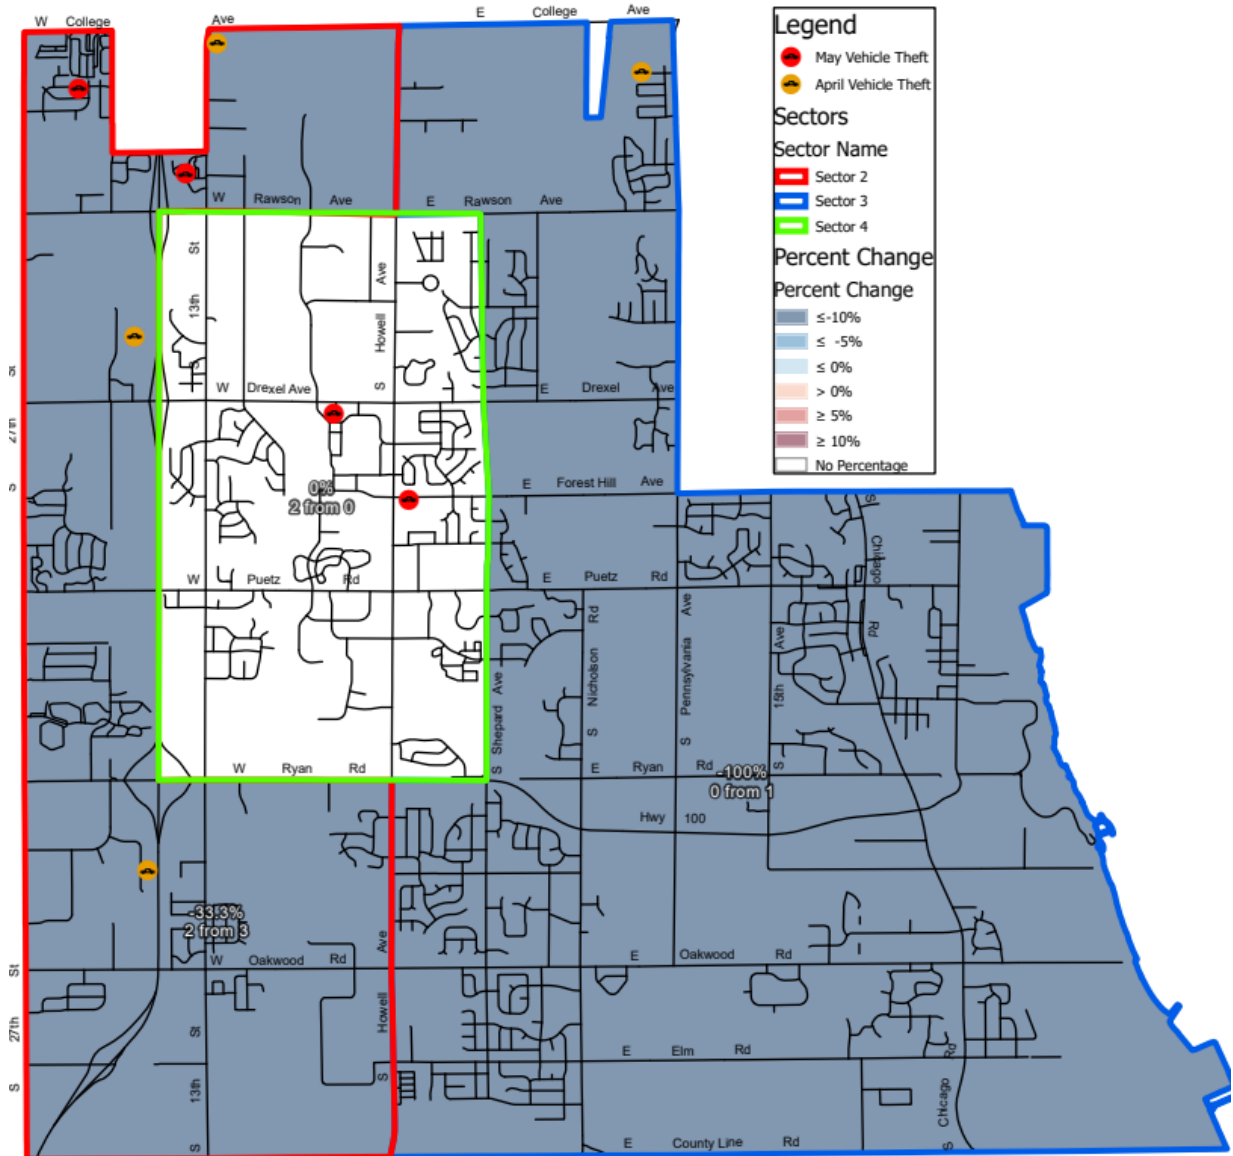 W College Ave E College Ave
Legend
May Vehicle Theft
April Vehicle Theft
Sectors
Sector Name
Sector 2
Sector 3
Sector 4
Percent Change
Percent Change
≤-10%
≤ -5%
≤ 0%
> 0%
≥ 5%
≥ 10%
No Percentage
W Rawson Ave E Rawson Ave
S 13th St
S Howell Ave
S 27th St
W Drexel Ave E Drexel Ave
0%
2 from 0
E Forest Hill Ave
S Chicago Rd
W Puetz Rd E Puetz Rd
S Shepard Ave
S Nicholson Rd
S Pennsylvania Ave
S 15th Ave
W Ryan Rd E Ryan Rd
-100%
0 from 1
Hwy 100
-33.3%
2 from 3
W Oakwood Rd E Oakwood Rd
S 27th St
S 13th St
S Howell Ave
E Elm Rd
S Chicago Rd
E County Line Rd